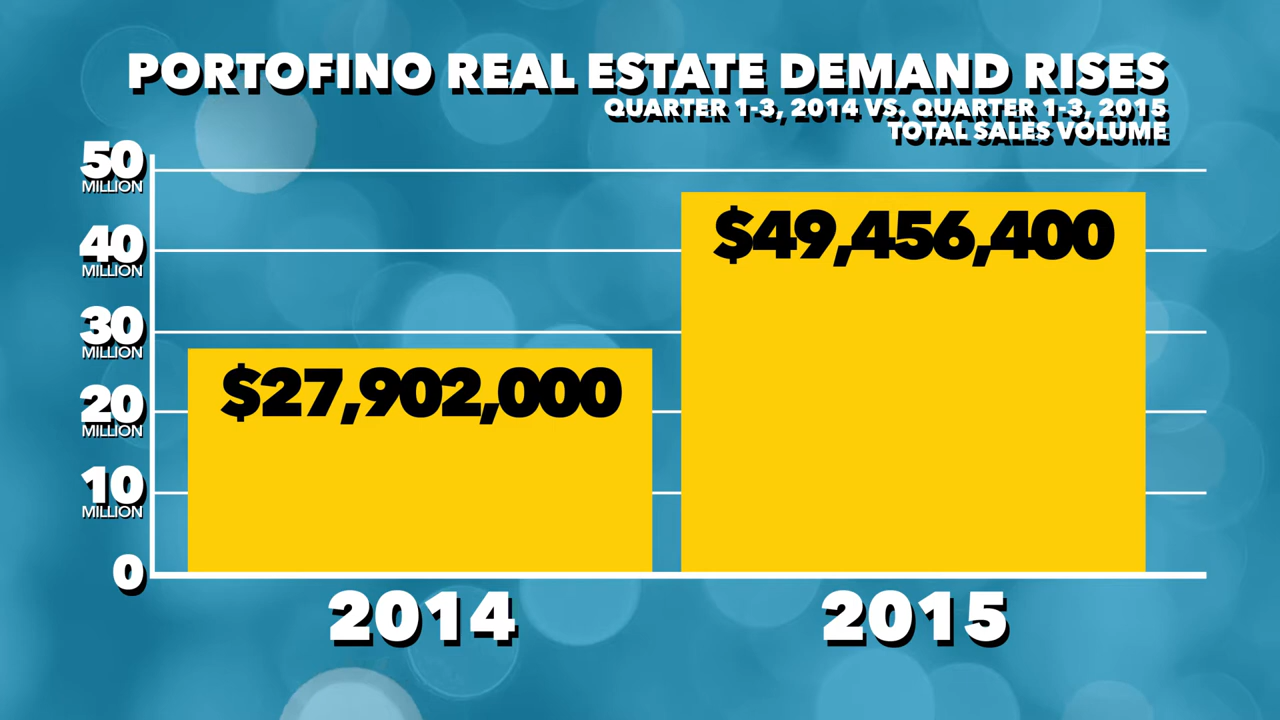 PORTOFINO REAL ESTATE DEMAND RISES
QUARTER 1-3, 2014 VS. QUARTER 1-3, 2015
TOTAL SALES VOLUME
50
MILLION
40
MILLION
30
MILLION
20
MILLION
10
MILLION
0
$27,902,000
$49,456,400
2014
2015